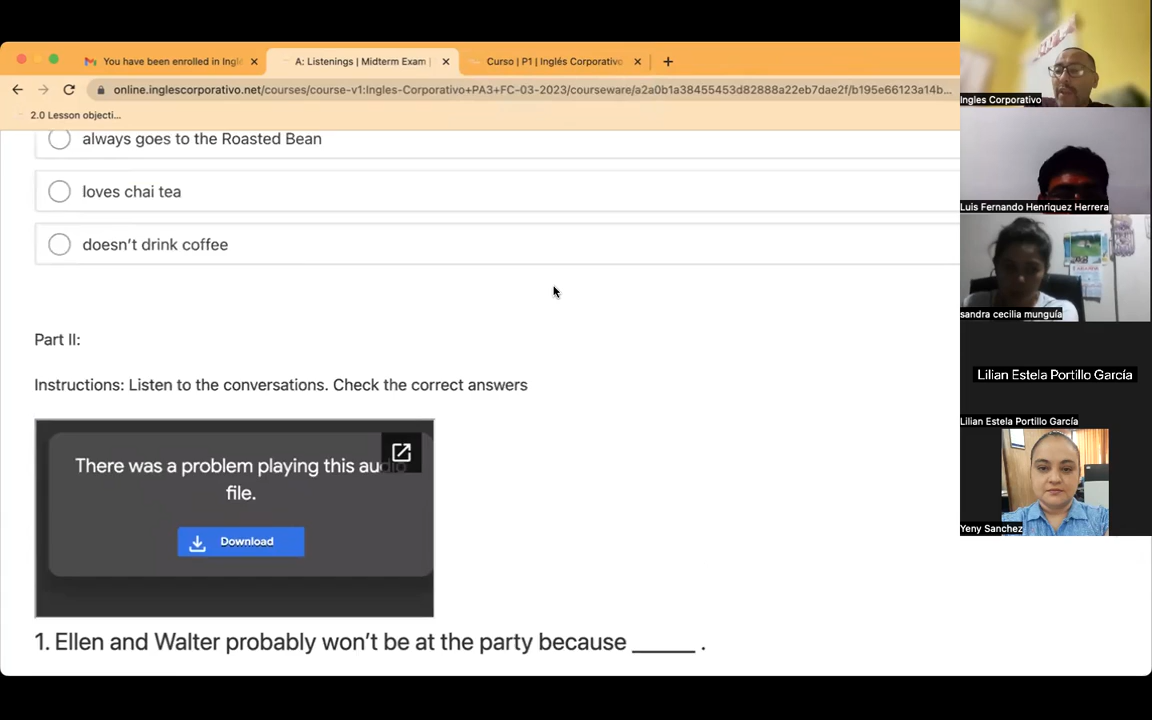 You have been enrolled in Ingl
A: Listenings | Midterm Exam |
Curso | P1 | Inglés Corporativo
online.inglescorporativo.net/courses/course-v1:Ingles-Corporativo+PA3+FC-03-2023/courseware/a2a0b1a38455453d82888a22eb7dae2f/b195e66123a14b...
2.0 Lesson objecti...
always goes to the Roasted Bean
loves chai tea
doesn't drink coffee
Part II:
Instructions: Listen to the conversations. Check the correct answers
There was a problem playing this audio
file.
Download
1. Ellen and Walter probably won't be at the party because ______ .
Ingles Corporativo
Luis Fernando Henriquez Herrera
sandra cecilia munguía
Lilian Estela Portillo García
Lilian Estela Portillo García
Yeny Sanchez